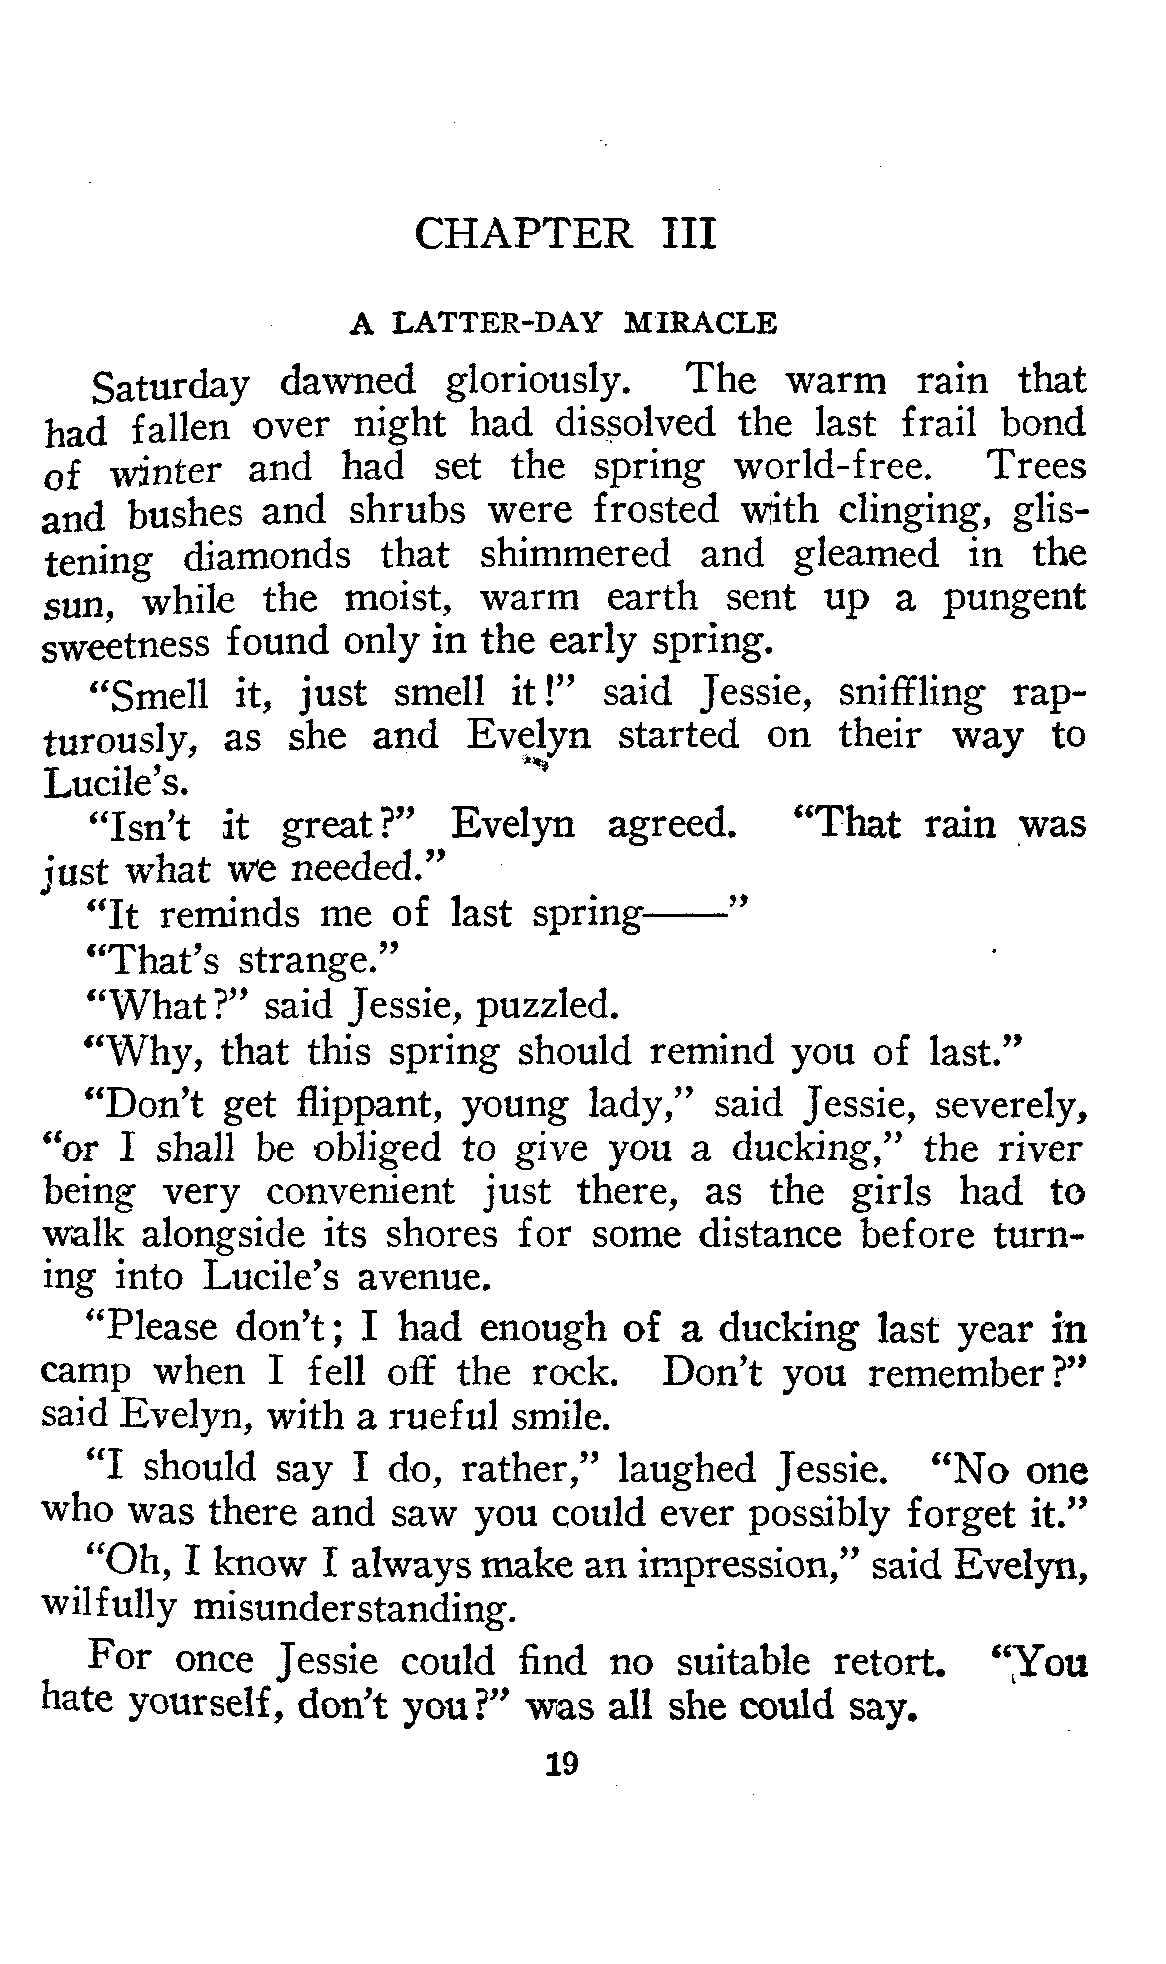 CHAPTER III
A LATTER-DAY MIRACLE
Saturday dawned gloriously. The warm rain that
had fallen over night had dissolved the last frail bond
of winter and had set the spring world-free. Trees
and bushes and shrubs were frosted with clinging, glis-
tening diamonds that shimmered and gleamed in the
sun, while the moist, warm earth sent up a pungent
sweetness found only in the early spring.
“Smell it, just smell it!” said Jessie, sniffling rap-
turously, as she and Evelyn started on their way to
Lucile’s.
“Isn’t it great?” Evelyn agreed. “That rain was
just what we needed.”
“It reminds me of last spring——”
“That’s strange.”
“What?” said Jessie, puzzled.
“Why, that this spring should remind you of last.”
“Don’t get flippant, young lady,” said Jessie, severely,
“or I shall be obliged to give you a ducking,” the river
being very convenient just there, as the girls had to
walk alongside its shores for some distance before turn-
ing into Lucile’s avenue.
“Please don’t; I had enough of a ducking last year in
camp when I fell off the rock. Don’t you remember?”
said Evelyn, with a rueful smile.
“I should say I do, rather,” laughed Jessie. “No one
who was there and saw you could ever possibly forget it.”
“Oh, I know I always make an impression,” said Evelyn,
wilfully misunderstanding.
For once Jessie could find no suitable retort. “You
hate yourself, don’t you?” was all she could say.
19